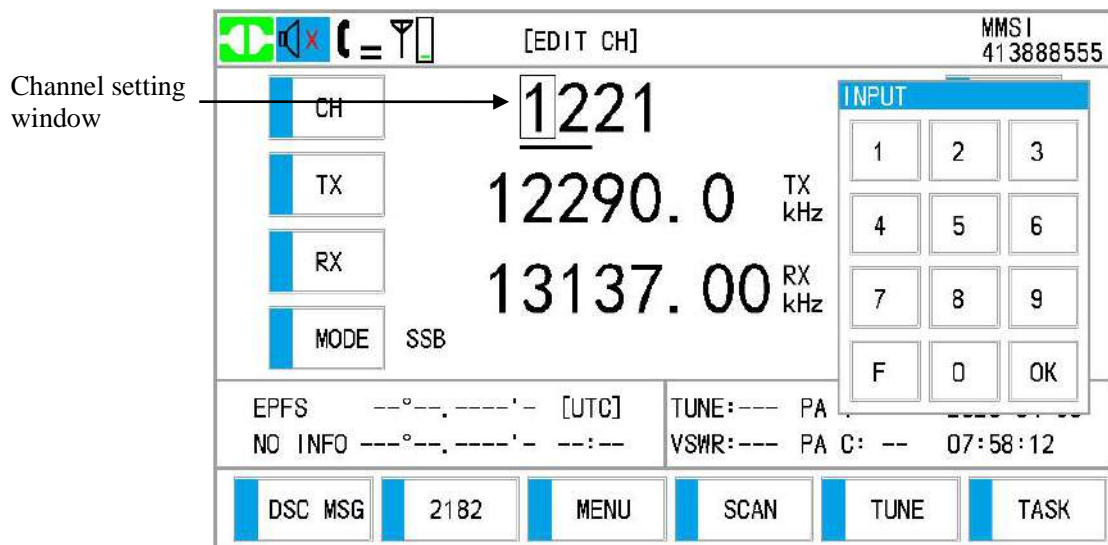 [EDIT CH]
MMSI
413888555
Channel setting
window
CH
1221
INPUT
1 2 3
TX
12290.0 TX
kHz
4 5 6
RX
13137.00 RX
kHz
7 8 9
MODE SSB
F 0 OK
EPFS --°--.----'- [UTC]
TUNE:--- PA
NO INFO ---°--.----'- --:--
VSWR:--- PA C: -- 07:58:12
DSC MSG 2182 MENU SCAN TUNE TASK